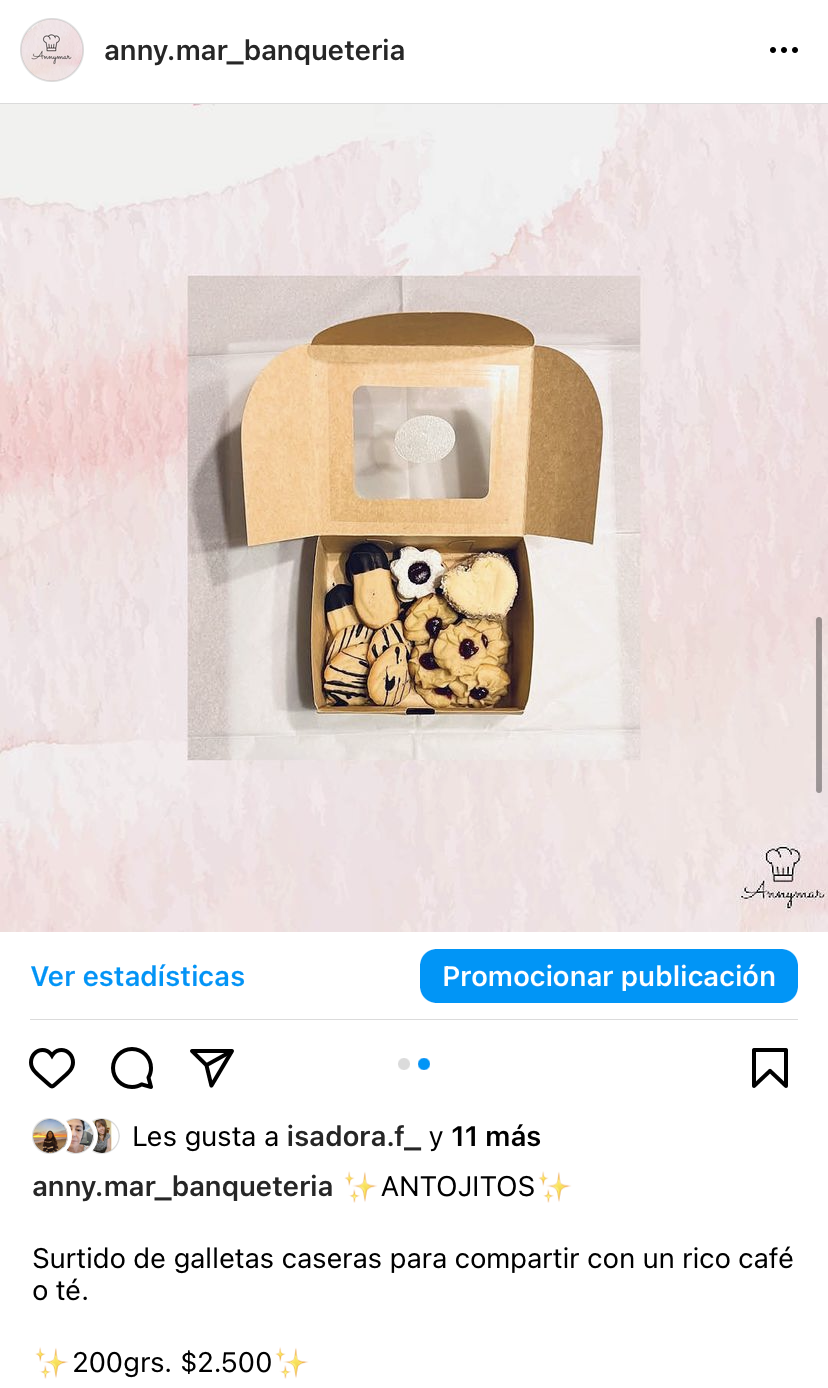 Annymar
anny.mar_banqueteria
Annymar
Ver estadísticas
Promocionar publicación
Les gusta a isadora.f_ y 11 más
anny.mar_banqueteria ✨ANTOJITOS✨
Surtido de galletas caseras para compartir con un rico café
o té.
✨200grs. $2.500✨